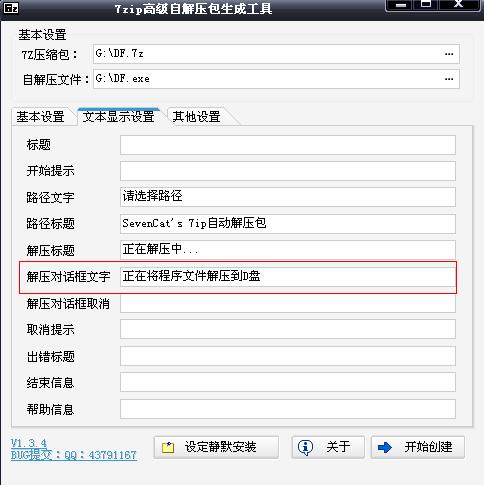 7zip高级自解压包生成工具
基本设置
7Z压缩包： G:\DF.7z ...
自解压文件： G:\DF.exe ...
基本设置 文本显示设置 其他设置
标题
开始提示
路径文字 请选择路径
路径标题 SevenCat's 7ip自动解压包
解压标题 正在解压中...
解压对话框文字 正在将程序文件解压到D盘
解压对话框取消
取消提示
出错标题
结束信息
帮助信息
V1.3.4
BUG提交：QQ：43791167
设定静默安装 关于 开始创建